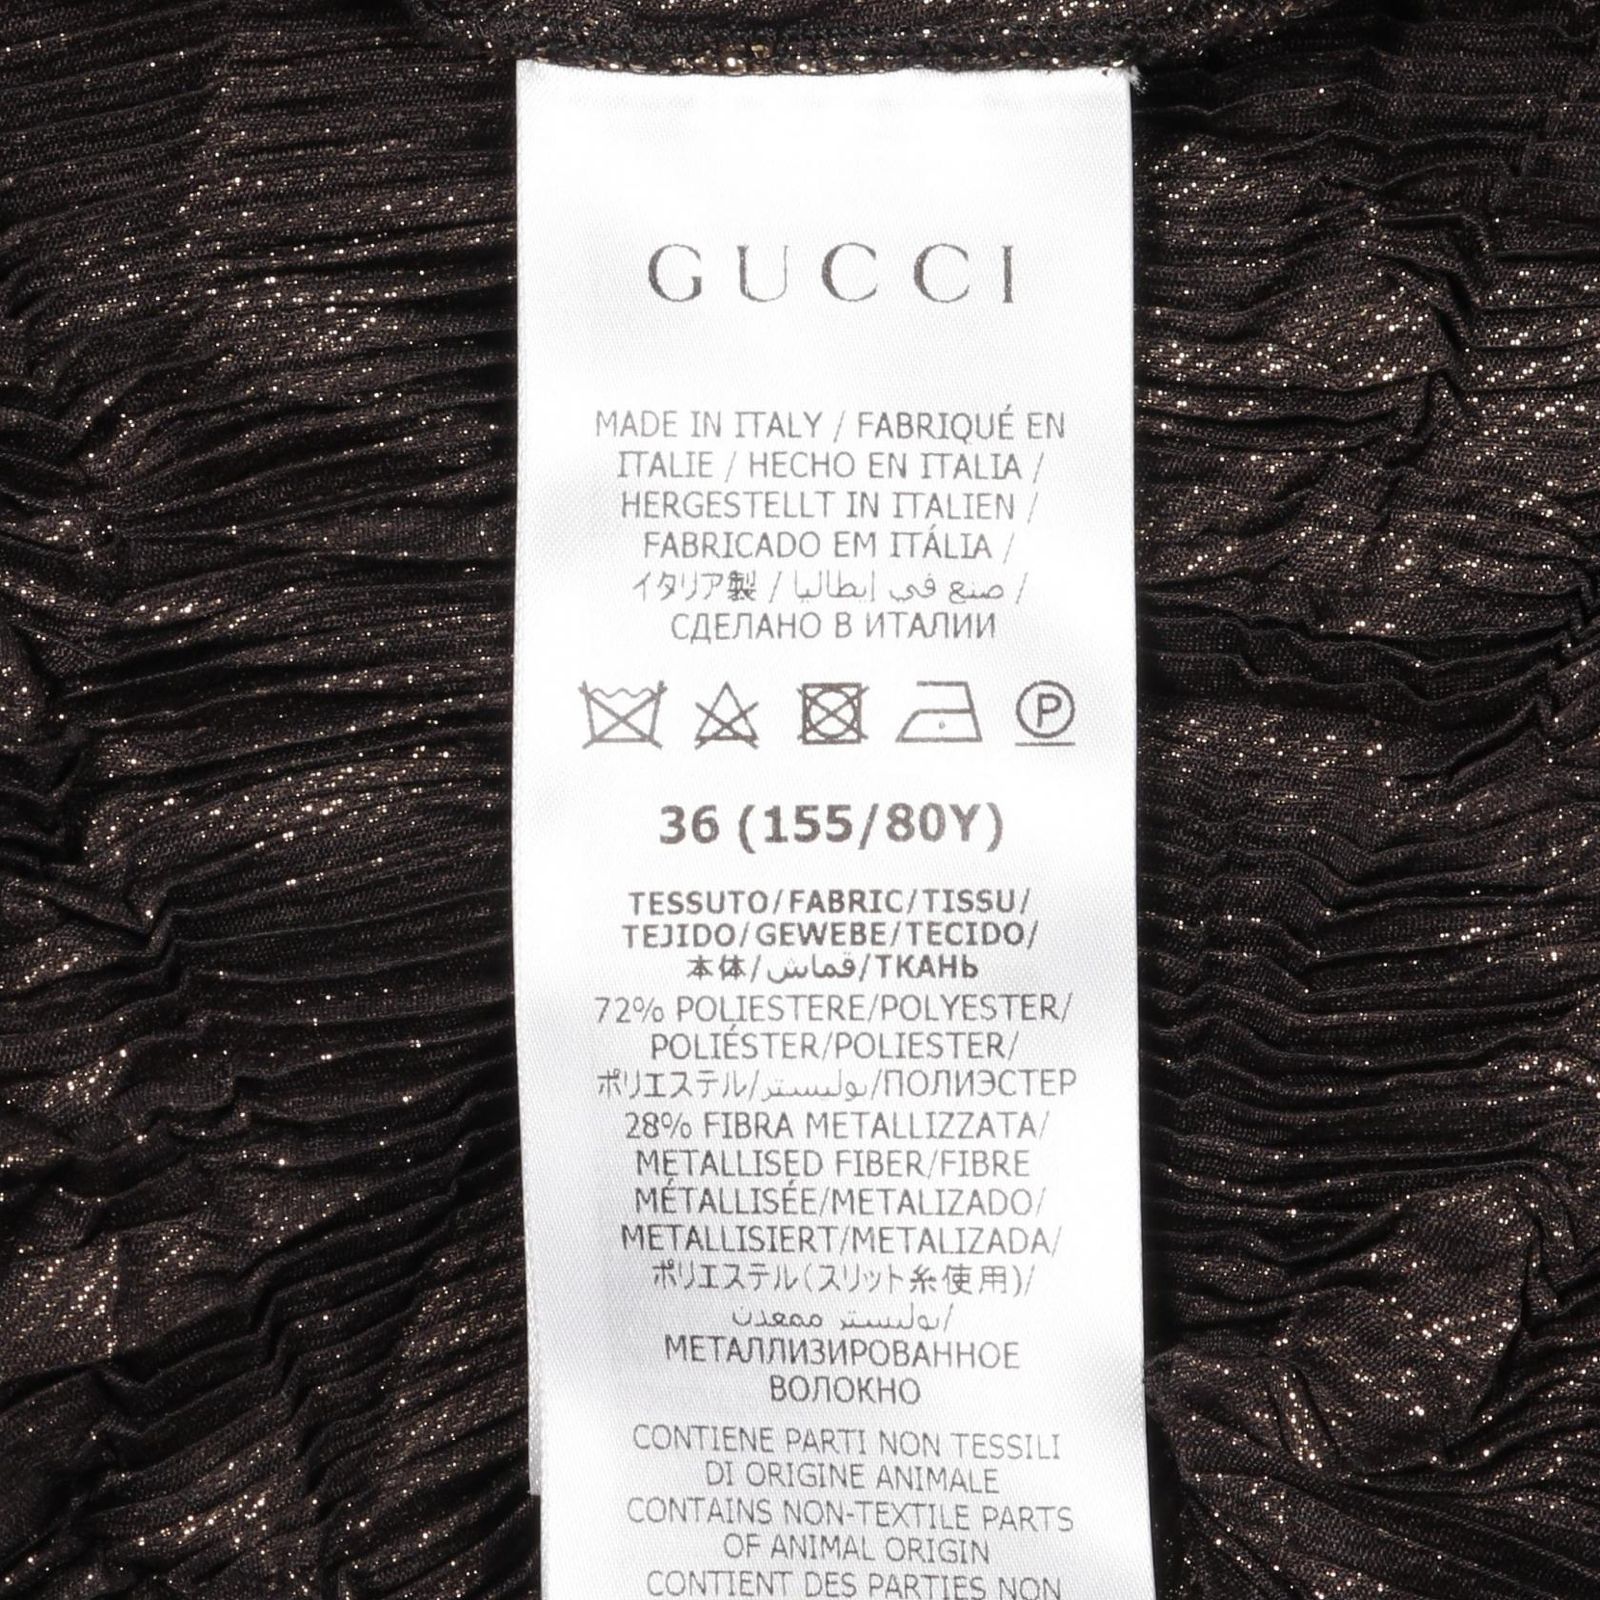 GUCCI
MADE IN ITALY / FABRIQUÉ EN
ITALIE / HECHO EN ITALIA /
HERGESTELLT IN ITALIEN /
FABRICADO EM ITÁLIA /
イタリア製 / صنع في إيطاليا /
СДЕЛАНО В ИТАЛИИ
P
36 (155/80Y)
TESSUTO/FABRIC/TISSU/
TEJIDO/GEWEBE/TECIDO/
本体/قماش/ТКАНЬ
72% POLIESTERE/POLYESTER/
POLIÉSTER/POLIESTER/
ポリエステル/بوليستر/ПОЛИЭСТЕР
28% FIBRA METALLIZZATA/
METALLISED FIBER/FIBRE
MÉTALLISÉE/METALIZADO/
METALLISIERT/METALIZADA/
ポリエステル(スリット糸使用)/
بوليستر ممعدن/
МЕТАЛЛИЗИРОВАННОЕ
ВОЛОКНО
CONTIENE PARTI NON TESSILI
DI ORIGINE ANIMALE
CONTAINS NON-TEXTILE PARTS
OF ANIMAL ORIGIN
CONTIENT DES PARTIES NON